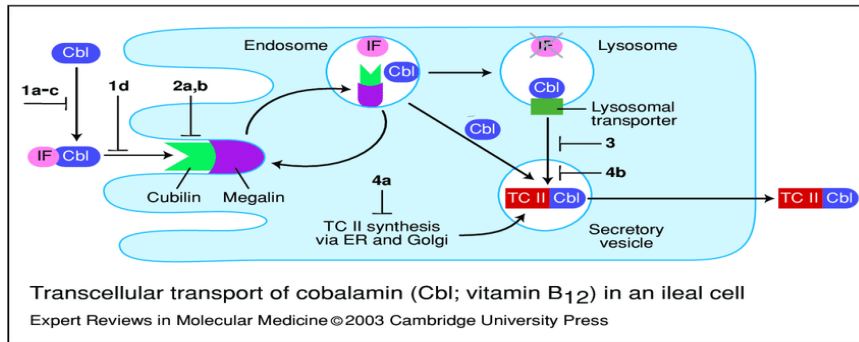 Endosome
IF
IF
Lysosome
Cbl
1a-c
1d
2a,b
Cbl
Cbl
Lysosomal
transporter
Cbl
3
IF
Cbl
4b
Cubilin
Megalin
4a
TC II
Cbl
TC II
Cbl
TC II synthesis
via ER and Golgi
Secretory
vesicle
Transcellular transport of cobalamin (Cbl; vitamin B12) in an ileal cell
Expert Reviews in Molecular Medicine © 2003 Cambridge University Press